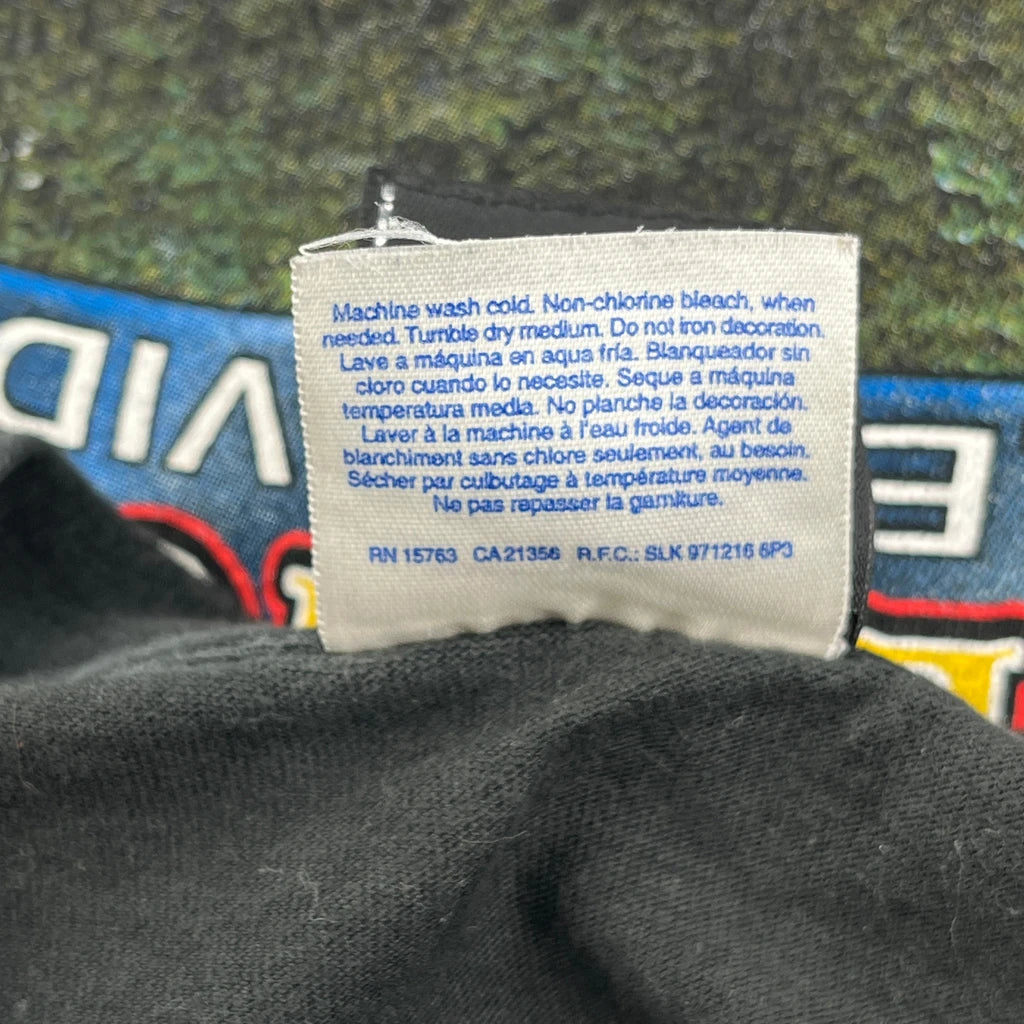 Machine wash cold. Non-chlorine bleach, when
needed. Tumble dry medium. Do not iron decoration.
Lave a máquina en aqua fría. Blanqueador sin
cloro cuando lo necesite. Seque a máquina
temperatura media. No planche la decoración.
Laver à la machine à l'eau froide. Agent de
blanchiment sans chlore seulement, au besoin.
Sécher par culbutage à température moyenne.
Ne pas repasser la garniture.
RN 15763 CA21356 R.F.C.: SLK 971216 6P3
VID
E